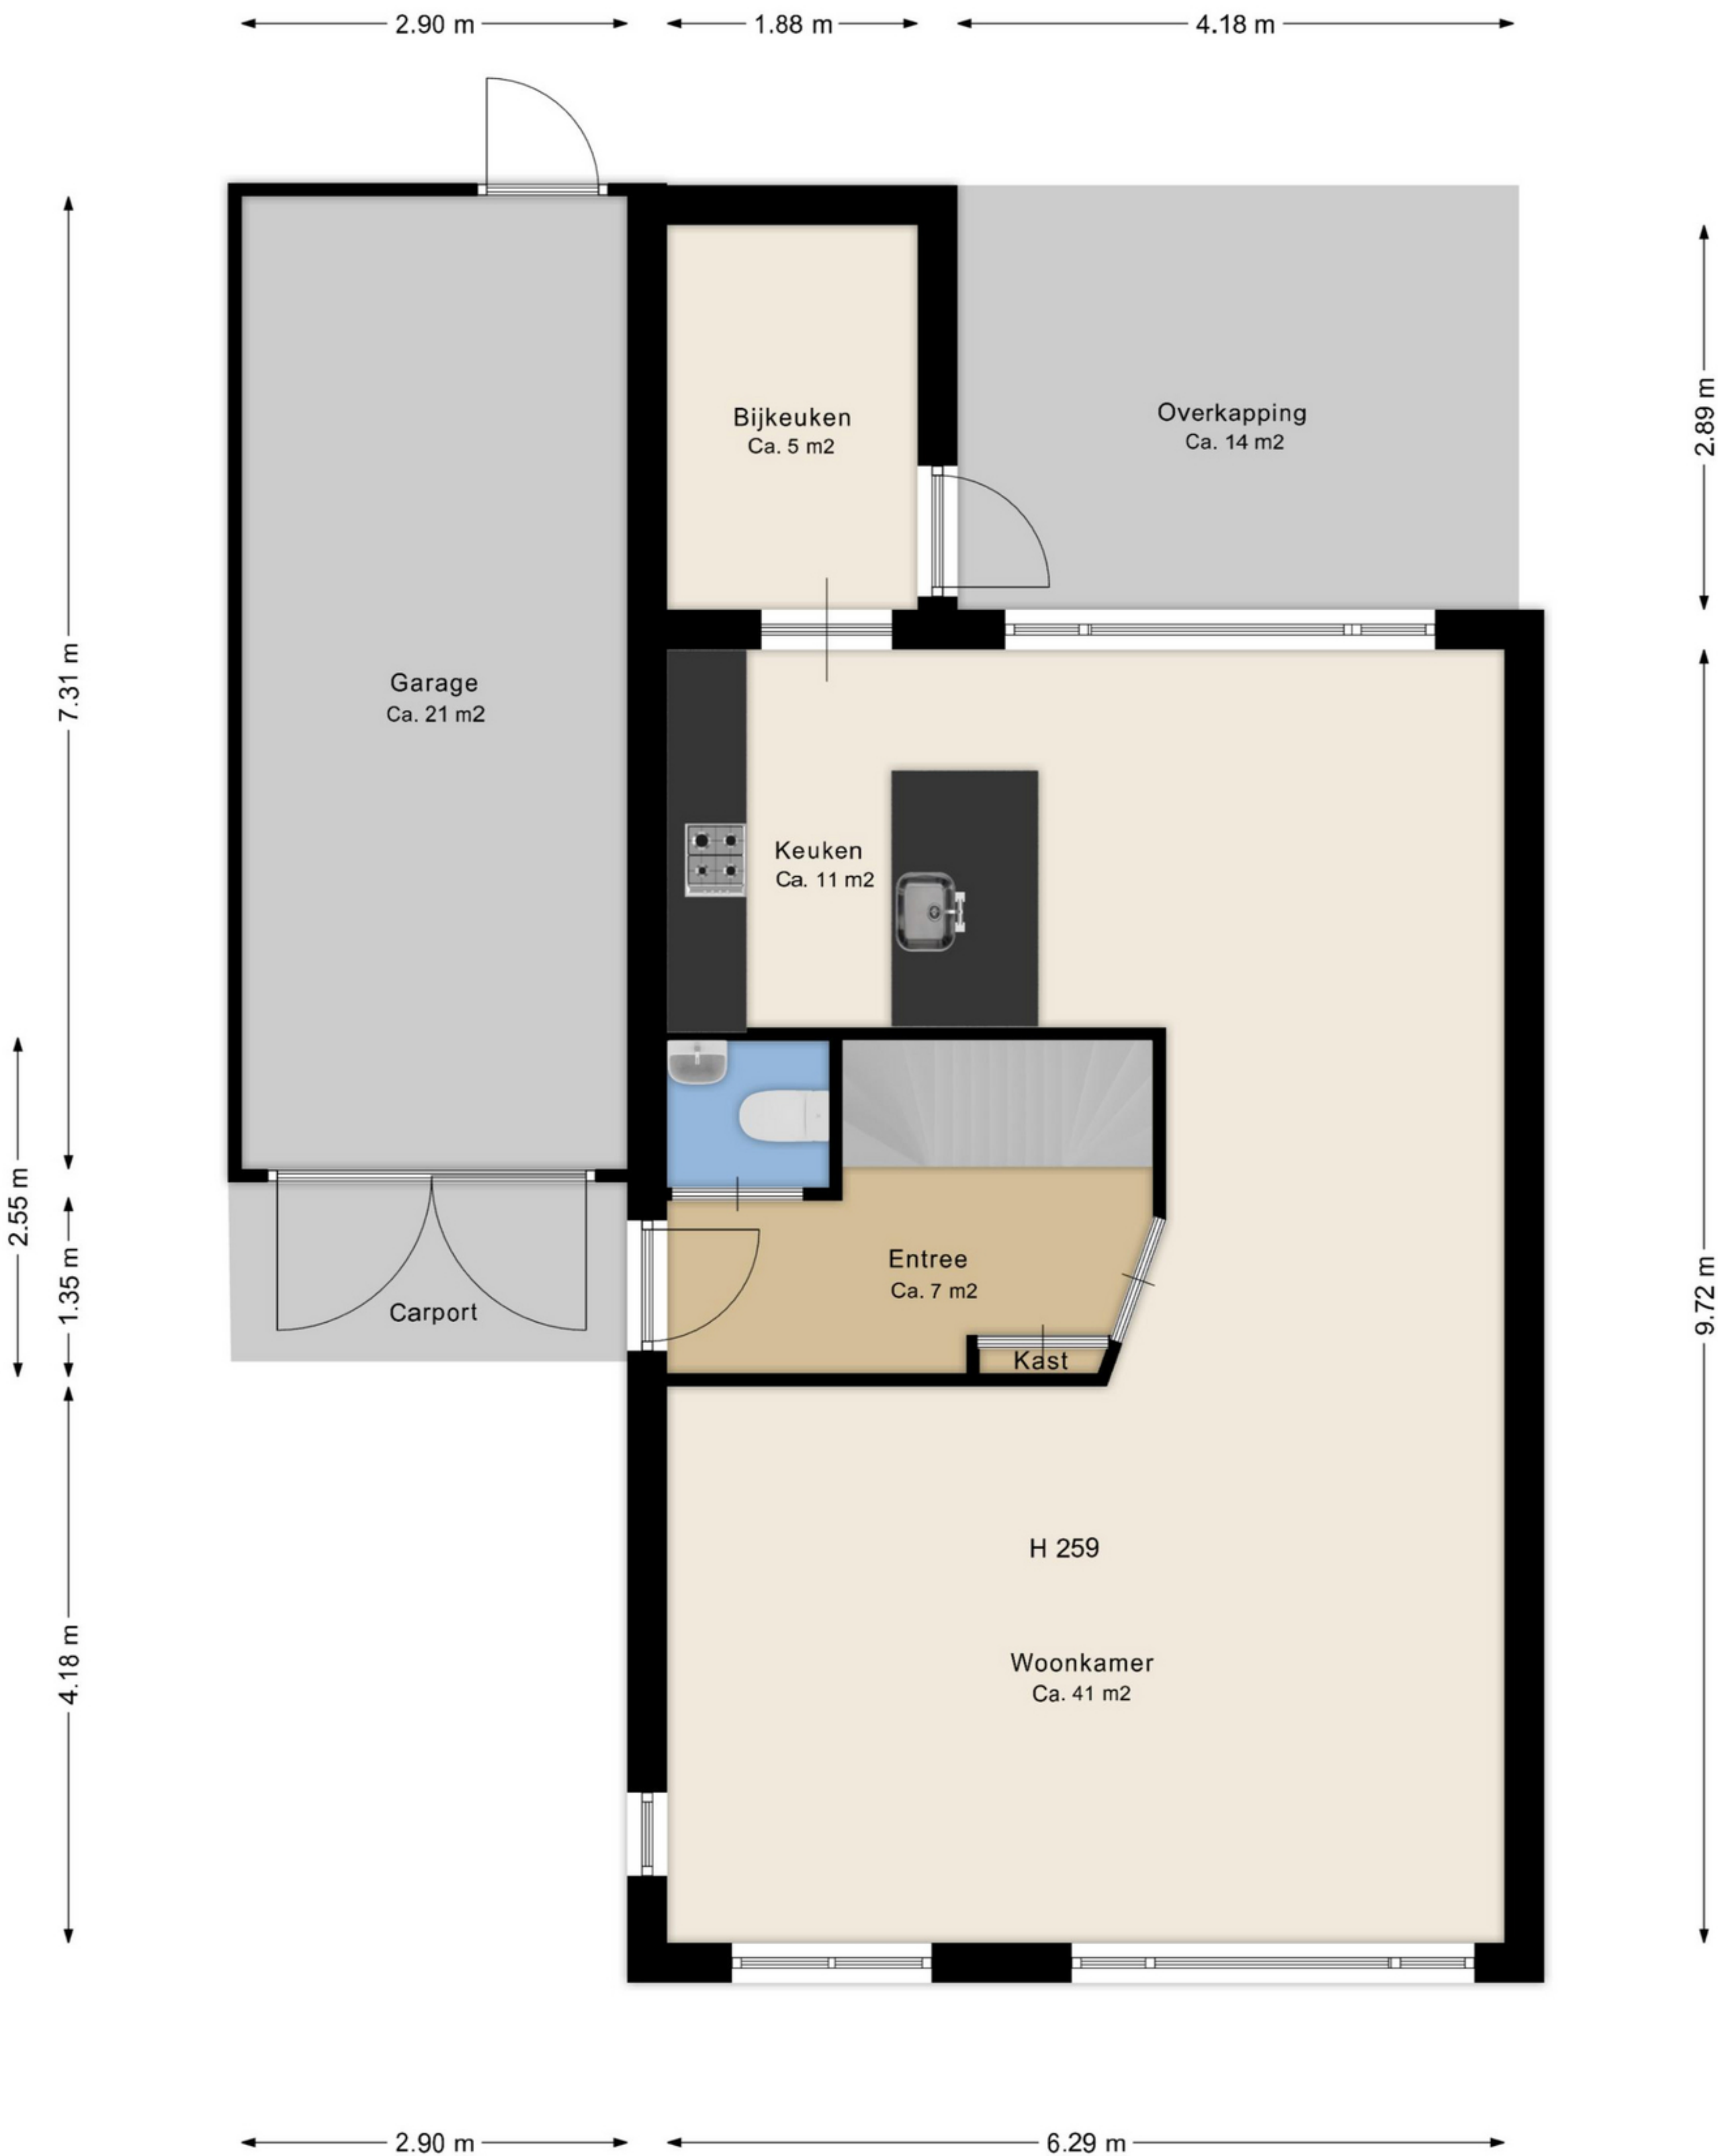 2.90 m
1.88 m
4.18 m
Bijkeuken
Ca. 5 m2
Overkapping
Ca. 14 m2
2.89 m
7.31 m
Garage
Ca. 21 m2
Keuken
Ca. 11 m2
2.55 m
1.35 m
Carport
Entree
Ca. 7 m2
Kast
9.72 m
H 259
4.18 m
Woonkamer
Ca. 41 m2
2.90 m
6.29 m